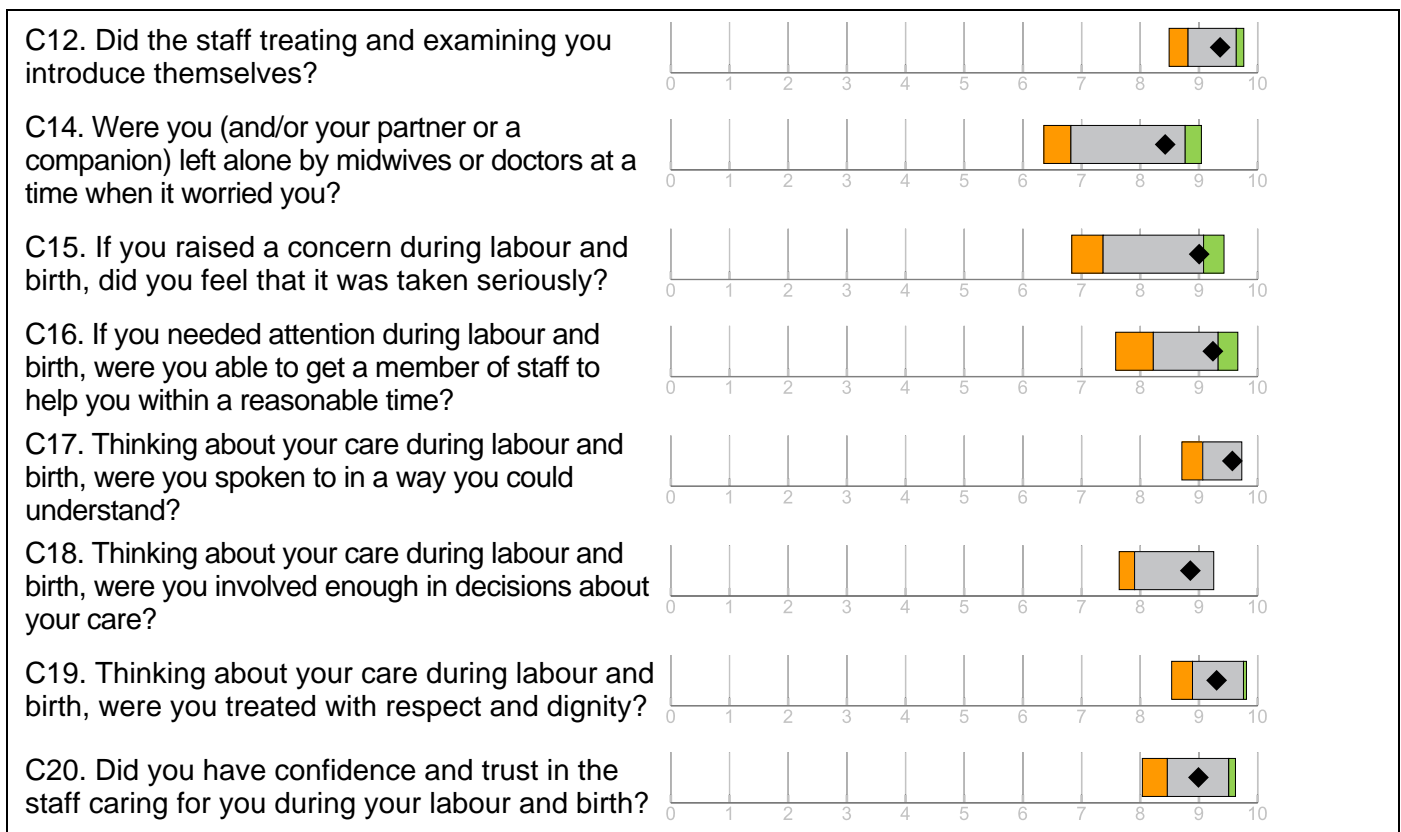 C12. Did the staff treating and examining you
introduce themselves?
0 1 2 3 4 5 6 7 8 9 10
C14. Were you (and/or your partner or a
companion) left alone by midwives or doctors at a
time when it worried you?
0 1 2 3 4 5 6 7 8 9 10
C15. If you raised a concern during labour and
birth, did you feel that it was taken seriously?
0 1 2 3 4 5 6 7 8 9 10
C16. If you needed attention during labour and
birth, were you able to get a member of staff to
help you within a reasonable time?
0 1 2 3 4 5 6 7 8 9 10
C17. Thinking about your care during labour and
birth, were you spoken to in a way you could
understand?
0 1 2 3 4 5 6 7 8 9 10
C18. Thinking about your care during labour and
birth, were you involved enough in decisions about
your care?
0 1 2 3 4 5 6 7 8 9 10
C19. Thinking about your care during labour and
birth, were you treated with respect and dignity?
0 1 2 3 4 5 6 7 8 9 10
C20. Did you have confidence and trust in the
staff caring for you during your labour and birth?
0 1 2 3 4 5 6 7 8 9 10